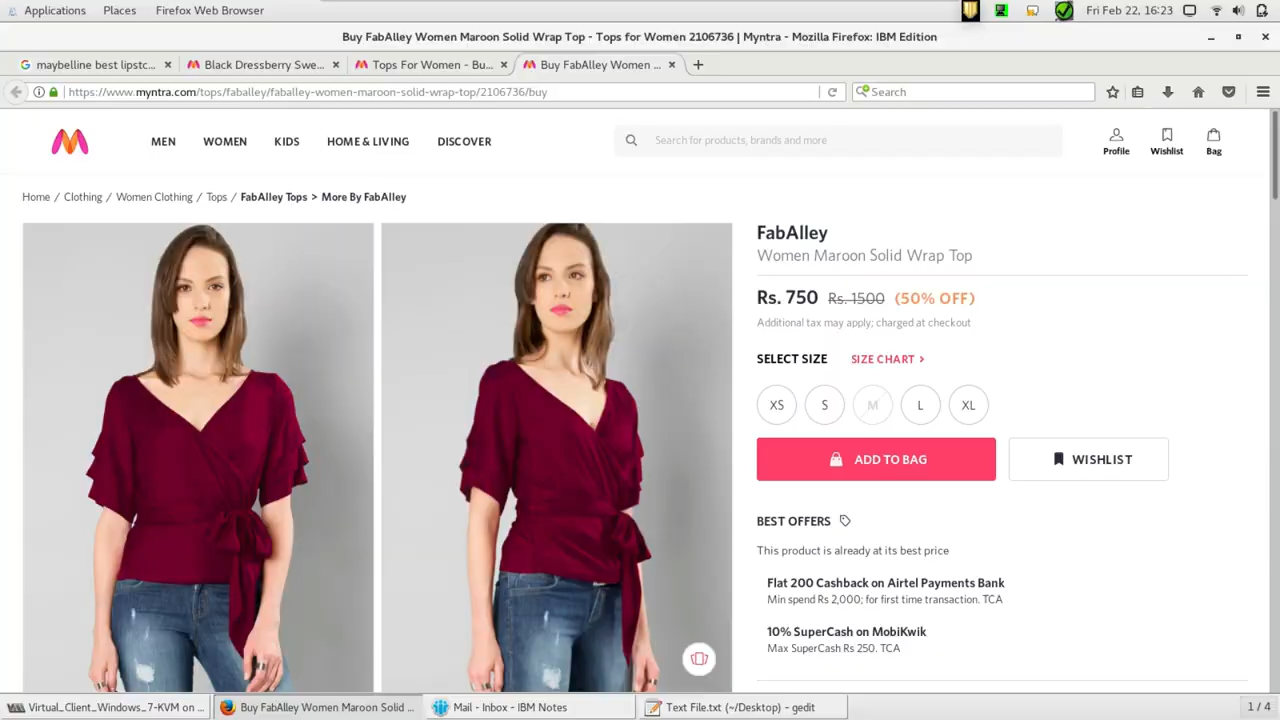 Applications Places Firefox Web Browser Fri Feb 22, 16:23
Buy FabAlley Women Maroon Solid Wrap Top - Tops for Women 2106736 | Myntra - Mozilla Firefox: IBM Edition
maybelline best lipstc... Black Dressberry Swe... Tops For Women - Bu... Buy FabAlley Women ...
https://www.myntra.com/tops/faballey/faballey-women-maroon-solid-wrap-top/2106736/buy Search
MEN WOMEN KIDS HOME & LIVING DISCOVER Search for products, brands and more Profile Wishlist Bag
Home / Clothing / Women Clothing / Tops / FabAlley Tops > More By FabAlley
FabAlley
Women Maroon Solid Wrap Top
Rs. 750 Rs. 1500 (50% OFF)
Additional tax may apply; charged at checkout
SELECT SIZE SIZE CHART >
XS S M L XL
ADD TO BAG WISHLIST
BEST OFFERS
This product is already at its best price
Flat 200 Cashback on Airtel Payments Bank
Min spend Rs 2,000; for first time transaction. TCA
10% SuperCash on MobiKwik
Max SuperCash Rs 250. TCA
Virtual_Client_Windows_7-KVM on ... Buy FabAlley Women Maroon Solid ... Mail - Inbox - IBM Notes Text File.txt (~/Desktop) - gedit 1 / 4